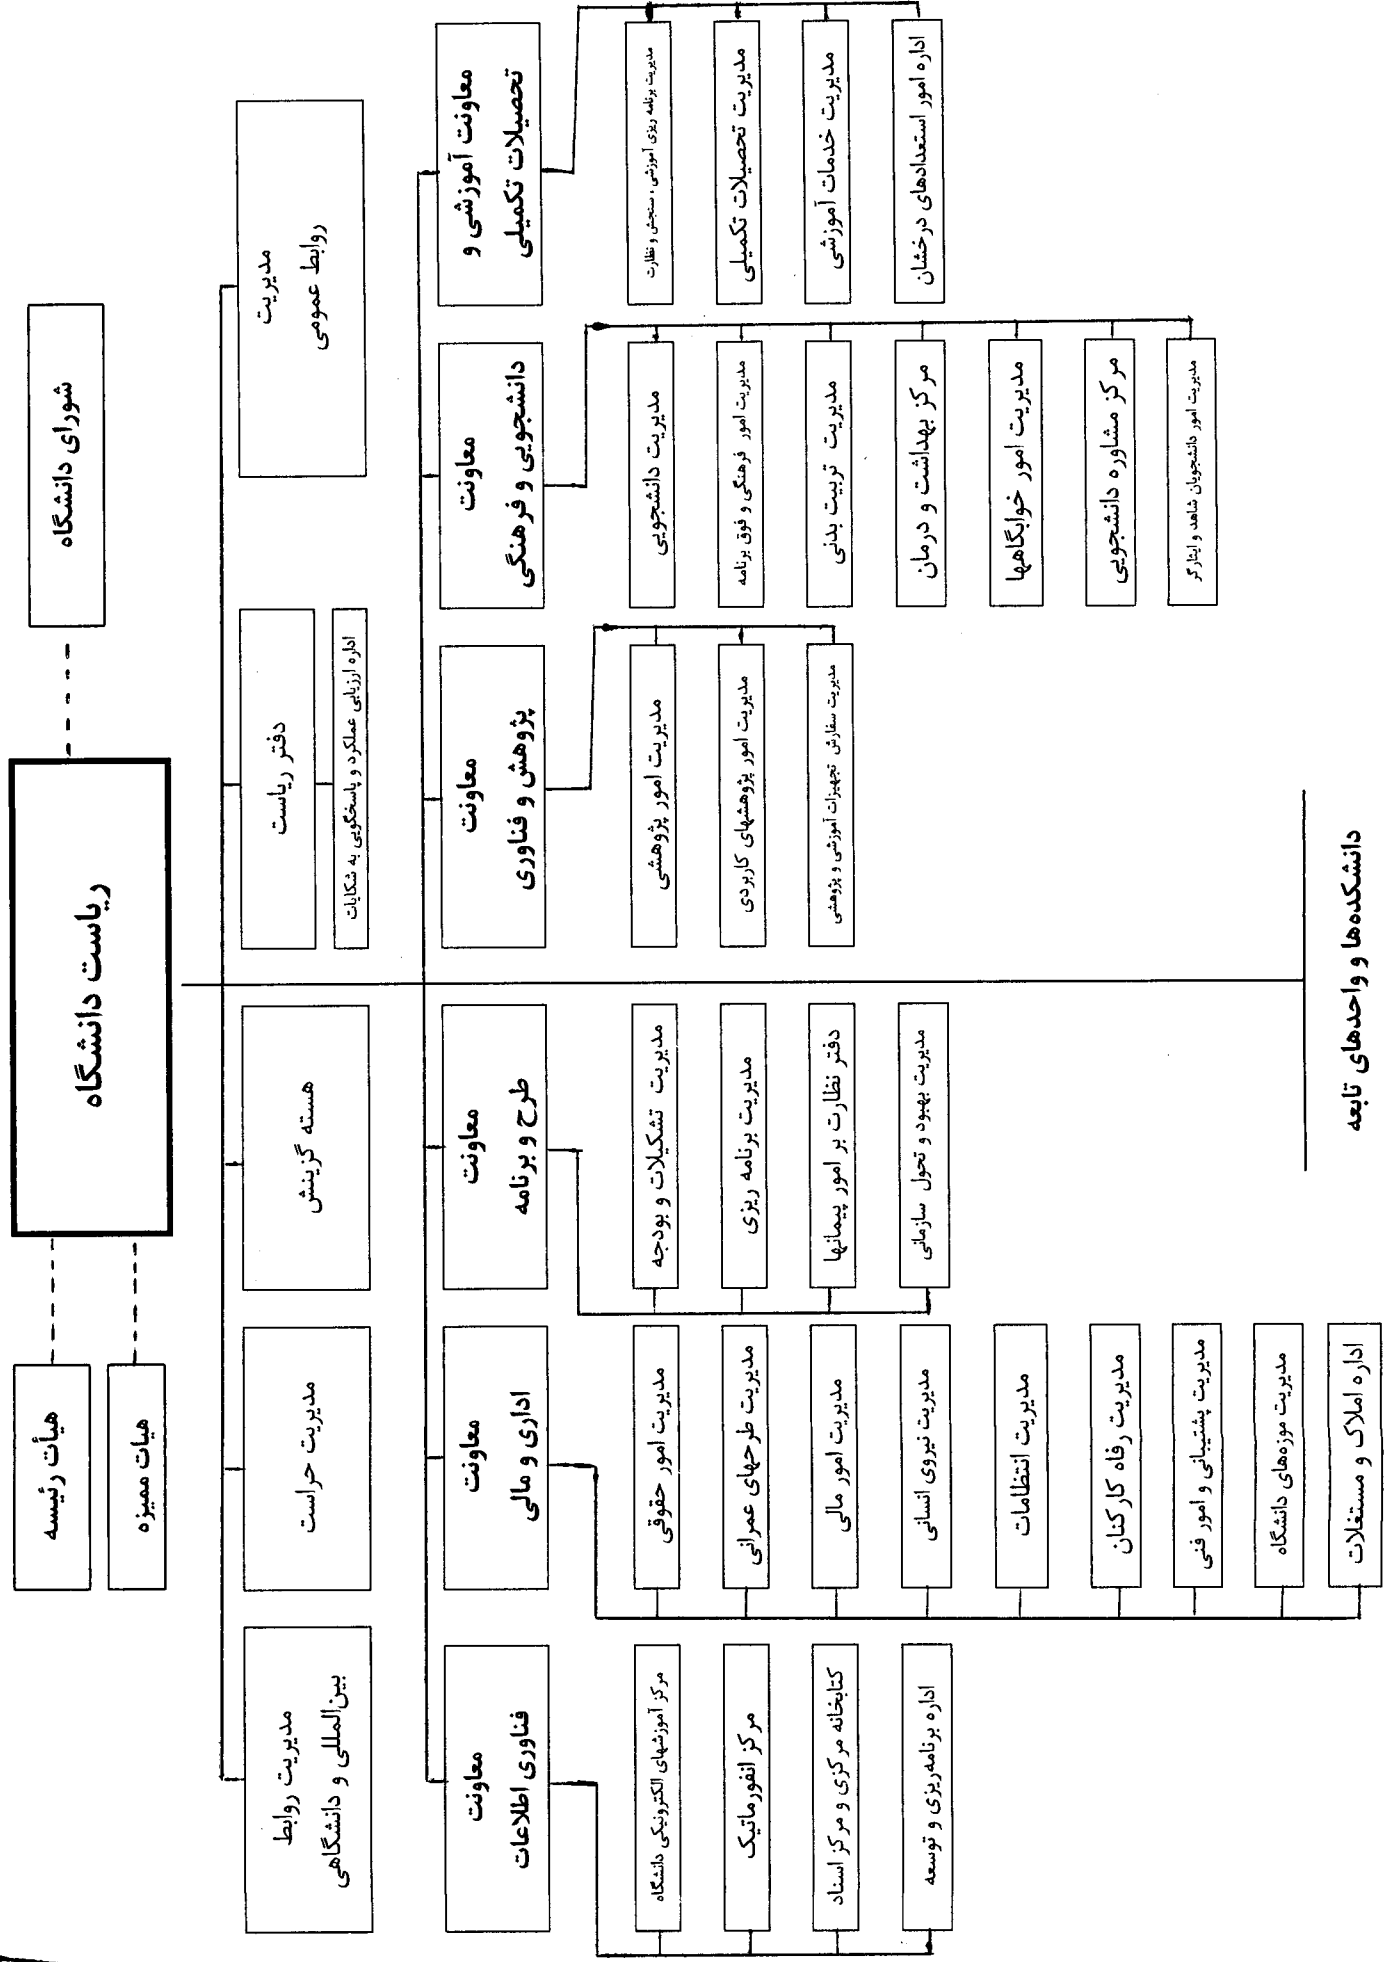 شورای دانشگاه
ریاست دانشگاه
هیأت رئیسه
هیات ممیزه
مدیریت
روابط عمومی
دفتر ریاست
اداره ارزیابی عملکرد و پاسخگویی به شکایات
هسته گزینش
مدیریت حراست
مدیریت روابط
بین‌المللی و دانشگاهی
معاونت آموزشی و
تحصیلات تکمیلی
معاونت
دانشجویی و فرهنگی
معاونت
پژوهش و فناوری
معاونت
طرح و برنامه
معاونت
اداری و مالی
معاونت
فناوری اطلاعات
مدیریت برنامه ریزی آموزشی ، سنجش و نظارت
مدیریت تحصیلات تکمیلی
مدیریت خدمات آموزشی
اداره امور استعدادهای درخشان
مدیریت دانشجویی
مدیریت امور فرهنگی و فوق برنامه
مدیریت تربیت بدنی
مرکز بهداشت و درمان
مدیریت امور خوابگاهها
مرکز مشاوره دانشجویی
مدیریت امور دانشجویان شاهد و ایثارگر
مدیریت امور پژوهشی
مدیریت امور پژوهشهای کاربردی
مدیریت سفارش تجهیزات آموزشی و پژوهشی
مدیریت تشکیلات و بودجه
مدیریت برنامه ریزی
دفتر نظارت بر امور پیمانها
مدیریت بهبود و تحول سازمانی
مدیریت امور حقوقی
مدیریت طرحهای عمرانی
مدیریت امور مالی
مدیریت نیروی انسانی
مدیریت انتظامات
مدیریت رفاه کارکنان
مدیریت پشتیبانی و امور فنی
مدیریت موزه‌های دانشگاه
اداره املاک و مستغلات
مرکز آموزشهای الکترونیکی دانشگاه
مرکز انفورماتیک
کتابخانه مرکزی و مرکز اسناد
اداره برنامه‌ریزی و توسعه
دانشکده‌ها و واحدهای تابعه